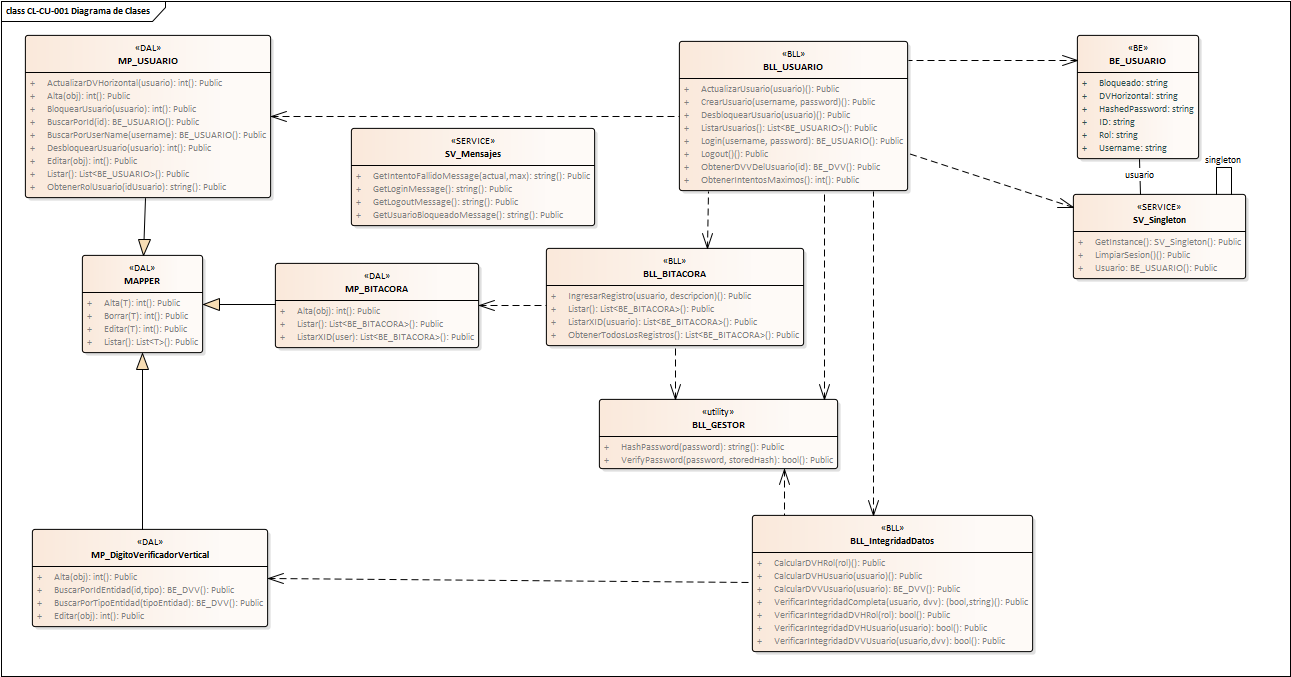 class CL-CU-001 Diagrama de Clases
«DAL»
MP_USUARIO
+ ActualizarDVHorizontal(usuario): int(): Public
+ Alta(obj): int(): Public
+ BloquearUsuario(usuario): int(): Public
+ BuscarPorId(id): BE_USUARIO(): Public
+ BuscarPorUserName(username): BE_USUARIO(): Public
+ DesbloquearUsuario(usuario): int(): Public
+ Editar(obj): int(): Public
+ Listar(): List<BE_USUARIO>(): Public
+ ObtenerRolUsuario(idUsuario): string(): Public
«SERVICE»
SV_Mensajes
+ GetIntentoFallidoMessage(actual,max): string(): Public
+ GetLoginMessage(): string(): Public
+ GetLogoutMessage(): string(): Public
+ GetUsuarioBloqueadoMessage(): string(): Public
«BLL»
BLL_USUARIO
+ ActualizarUsuario(usuario)(): Public
+ CrearUsuario(username, password)(): Public
+ DesbloquearUsuario(usuario)(): Public
+ ListarUsuarios(): List<BE_USUARIO>(): Public
+ Login(username, password): BE_USUARIO(): Public
+ Logout()(): Public
+ ObtenerDVVDelUsuario(id): BE_DVV(): Public
+ ObtenerIntentosMaximos(): int(): Public
«BE»
BE_USUARIO
+ Bloqueado: string
+ DVHorizontal: string
+ HashedPassword: string
+ ID: string
+ Rol: string
+ Username: string
usuario
singleton
«SERVICE»
SV_Singleton
+ GetInstance(): SV_Singleton(): Public
+ LimpiarSesion()(): Public
+ Usuario: BE_USUARIO(): Public
«DAL»
MAPPER
+ Alta(T): int(): Public
+ Borrar(T): int(): Public
+ Editar(T): int(): Public
+ Listar(): List<T>(): Public
«DAL»
MP_BITACORA
+ Alta(obj): int(): Public
+ Listar(): List<BE_BITACORA>(): Public
+ ListarXID(user): List<BE_BITACORA>(): Public
«BLL»
BLL_BITACORA
+ IngresarRegistro(usuario, descripcion)(): Public
+ Listar(): List<BE_BITACORA>(): Public
+ ListarXID(usuario): List<BE_BITACORA>(): Public
+ ObtenerTodosLosRegistros(): List<BE_BITACORA>(): Public
«utility»
BLL_GESTOR
+ HashPassword(password): string(): Public
+ VerifyPassword(password, storedHash): bool(): Public
«DAL»
MP_DigitoVerificadorVertical
+ Alta(obj): int(): Public
+ BuscarPorIdEntidad(id,tipo): BE_DVV(): Public
+ BuscarPorTipoEntidad(tipoEntidad): BE_DVV(): Public
+ Editar(obj): int(): Public
«BLL»
BLL_IntegridadDatos
+ CalcularDVHRol(rol)(): Public
+ CalcularDVHUsuario(usuario)(): Public
+ CalcularDVVUsuario(usuario): BE_DVV(): Public
+ VerificarIntegridadCompleta(usuario, dvv): (bool,string)(): Public
+ VerificarIntegridadDVHRol(rol): bool(): Public
+ VerificarIntegridadDVHUsuario(usuario): bool(): Public
+ VerificarIntegridadDVVUsuario(usuario,dvv): bool(): Public